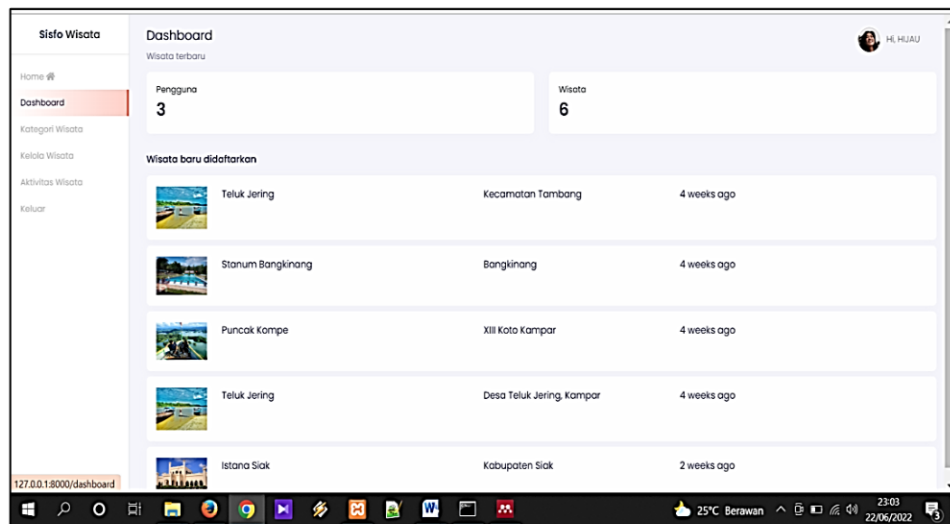 Sisfo Wisata
Home
Dashboard
Kategori Wisata
Kelola Wisata
Aktivitas Wisata
Keluar
127.0.0.1:8000/dashboard
Dashboard
Wisata terbaru
Hi, HIJAU
Pengguna
3
Wisata
6
Wisata baru didaftarkan
Teluk Jering Kecamatan Tambang 4 weeks ago
Stanum Bangkinang Bangkinang 4 weeks ago
Puncak Kompe XIII Koto Kampar 4 weeks ago
Teluk Jering Desa Teluk Jering, Kampar 4 weeks ago
Istana Siak Kabupaten Siak 2 weeks ago
25°C Berawan
23:03
22/06/2022